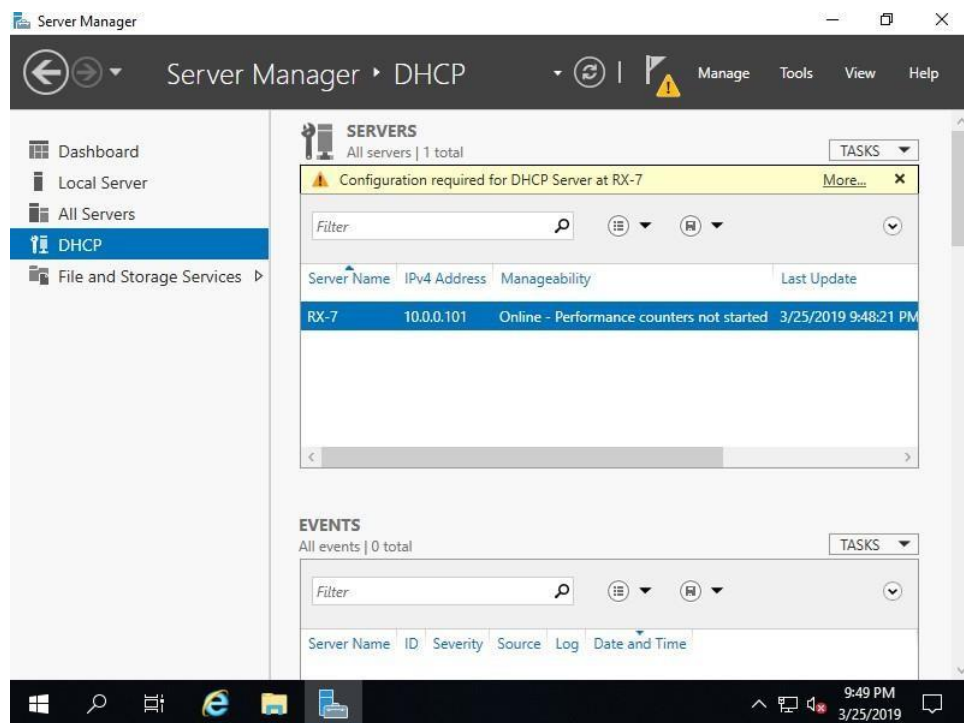 Server Manager
Server Manager ‣ DHCP
Manage Tools View Help
Dashboard
Local Server
All Servers
DHCP
File and Storage Services
SERVERS
All servers | 1 total
TASKS
Configuration required for DHCP Server at RX-7 More...
Filter
Server Name IPv4 Address Manageability Last Update
RX-7 10.0.0.101 Online - Performance counters not started 3/25/2019 9:48:21 PM
EVENTS
All events | 0 total
TASKS
Filter
Server Name ID Severity Source Log Date and Time
9:49 PM
3/25/2019